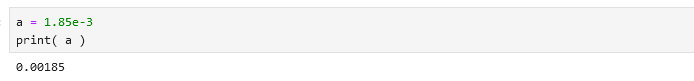 a = 1.85e-3
print( a )
0.00185